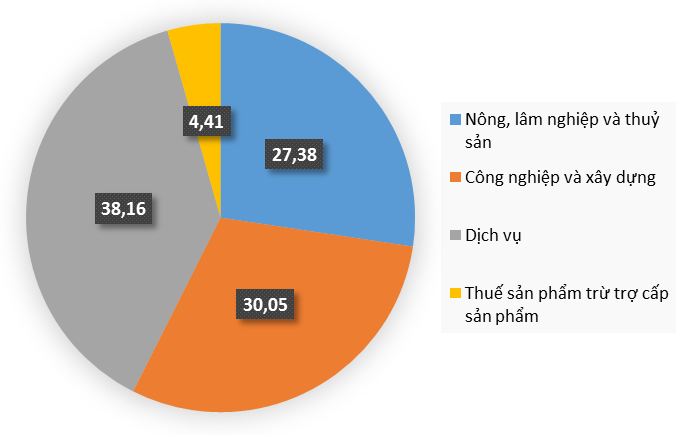 4,41
27,38
38,16
30,05
Nông, lâm nghiệp và thuỷ
sản
Công nghiệp và xây dựng
Dịch vụ
Thuế sản phẩm trừ trợ cấp
sản phẩm